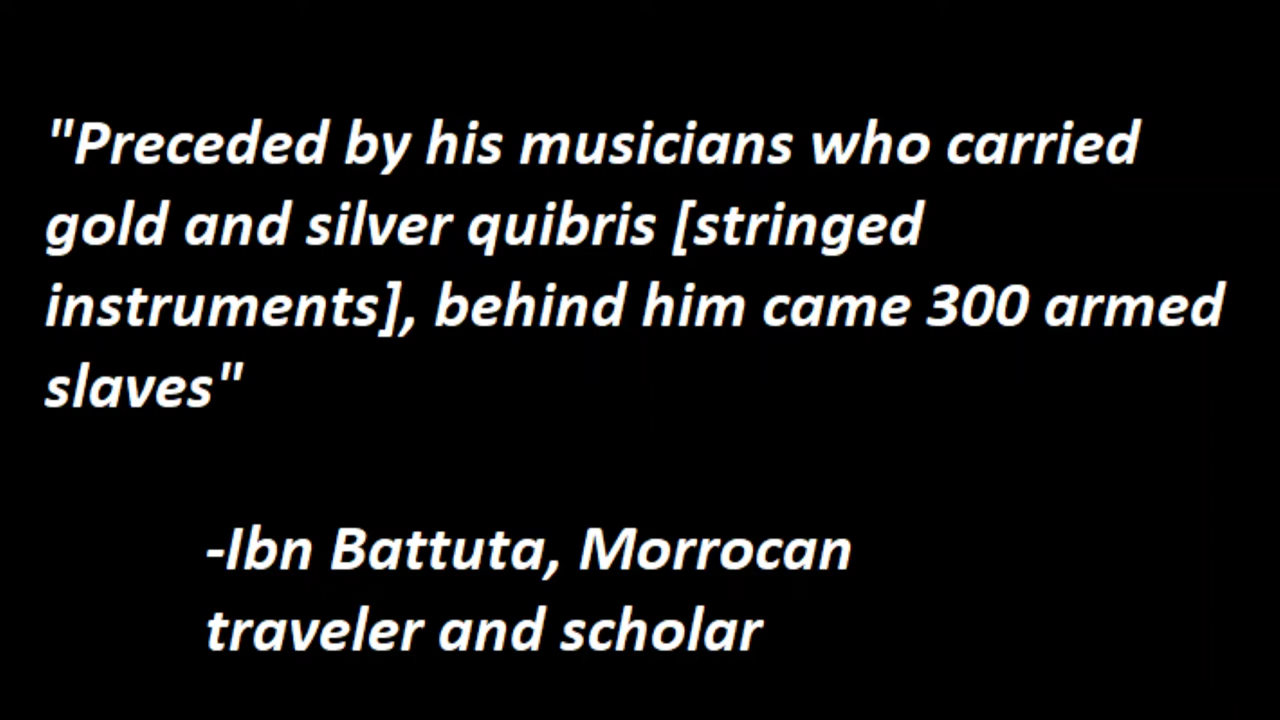 "Preceded by his musicians who carried
gold and silver quibris [stringed
instruments], behind him came 300 armed
slaves"
-Ibn Battuta, Morrocan
traveler and scholar